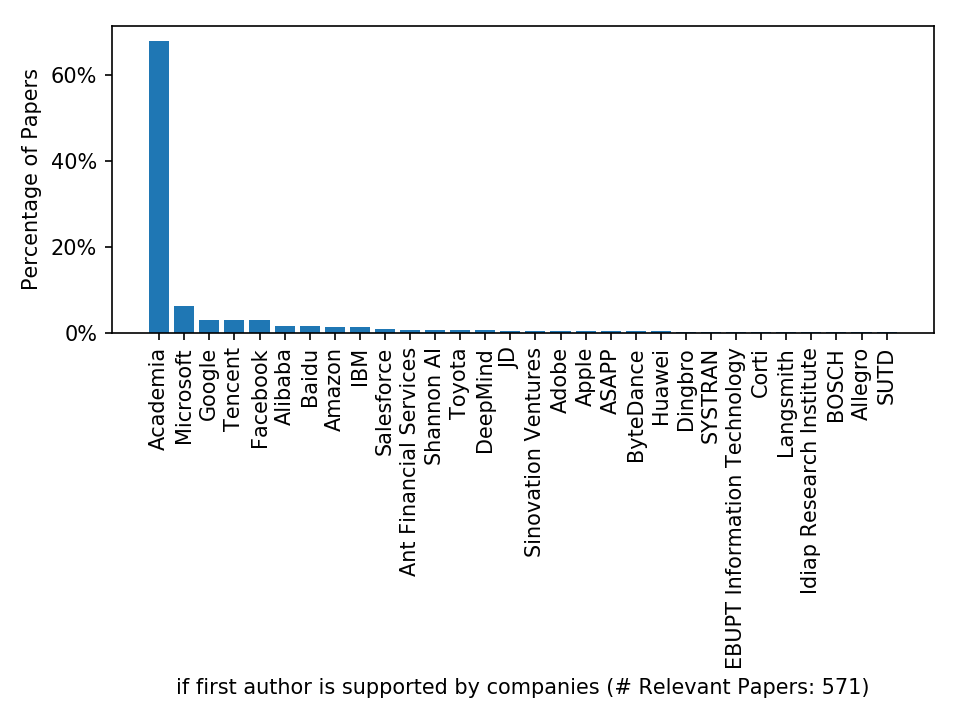 Percentage of Papers
60%
40%
20%
0%
Academia
Microsoft
Google
Tencent
Facebook
Alibaba
Baidu
Amazon
IBM
Salesforce
Ant Financial Services
Shannon AI
Toyota
DeepMind
JD
Sinovation Ventures
Adobe
Apple
ASAPP
ByteDance
Huawei
Dingbro
SYSTRAN
EBUPT Information Technology
Corti
Langsmith
Idiap Research Institute
BOSCH
Allegro
SUTD
if first author is supported by companies (# Relevant Papers: 571)